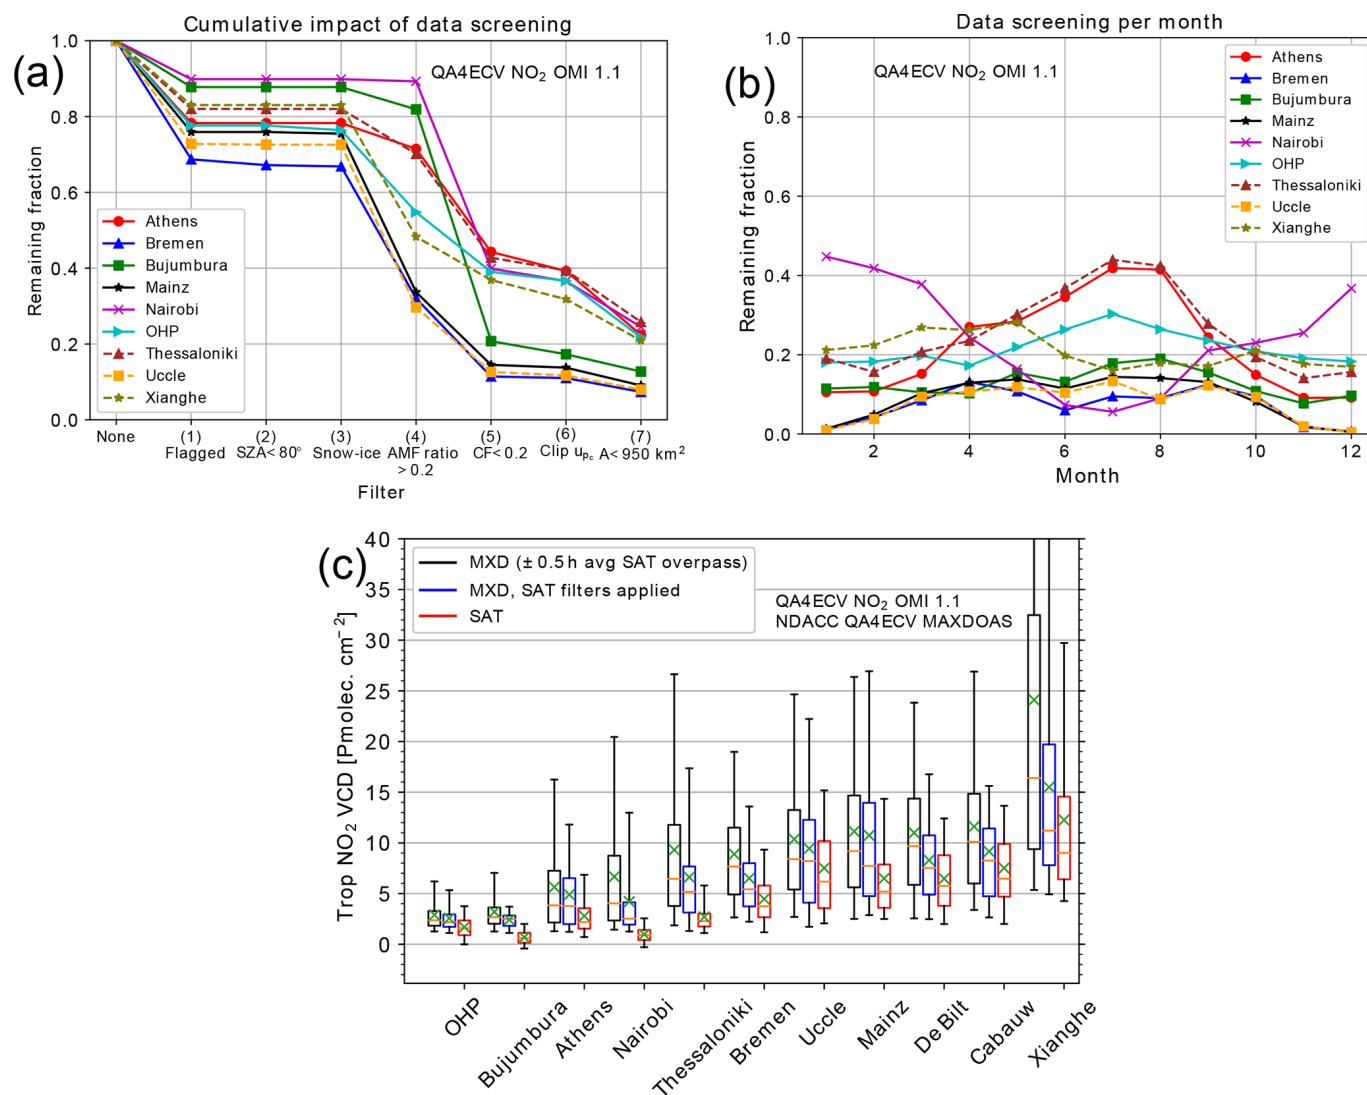 Cumulative impact of data screening
(a)
QA4ECV NO₂ OMI 1.1
Remaining fraction
1.0
0.8
0.6
0.4
0.2
0.0
Athens
Bremen
Bujumbura
Mainz
Nairobi
OHP
Thessaloniki
Uccle
Xianghe
None
(1)
Flagged
(2)
SZA<80°
(3)
Snow-ice
(4)
AMF ratio
>0.2
(5)
CF<0.2
(6)
Clip u_pc
(7)
A<950 km²
Filter
Data screening per month
(b)
QA4ECV NO₂ OMI 1.1
Remaining fraction
1.0
0.8
0.6
0.4
0.2
0.0
Athens
Bremen
Bujumbura
Mainz
Nairobi
OHP
Thessaloniki
Uccle
Xianghe
2
4
6
8
10
12
Month
(c)
MXD (± 0.5h avg SAT overpass)
MXD, SAT filters applied
SAT
QA4ECV NO₂ OMI 1.1
NDACC QA4ECV MAXDOAS
Trop NO₂ VCD [Pmolec. cm⁻²]
40
35
30
25
20
15
10
5
0
OHP
Bujumbura
Athens
Nairobi
Thessaloniki
Bremen
Uccle
Mainz
De Bilt
Cabauw
Xianghe